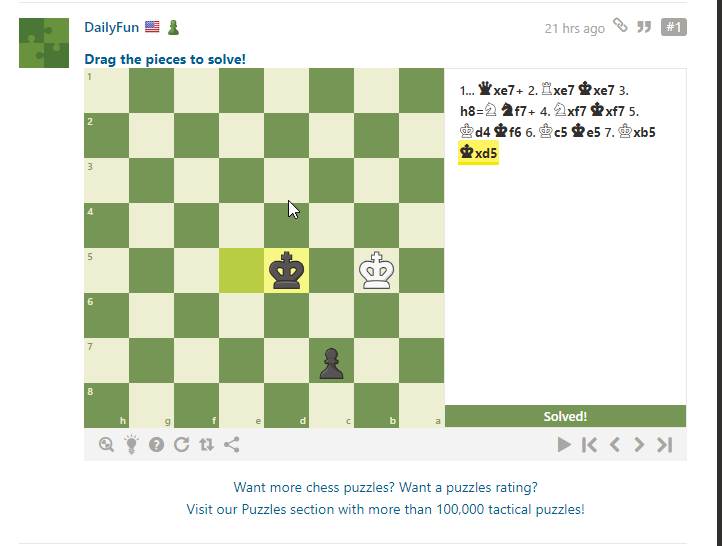 DailyFun
21 hrs ago
#1
Drag the pieces to solve!
1
1... ♛xe7+ 2. ♖xe7 ♚xe7 3.
h8=♘ ♞f7+ 4. ♘xf7 ♚xf7 5.
♔d4 ♚f6 6. ♔c5 ♚e5 7. ♔xb5
♚xd5
2
3
4
5
6
7
8
h g f e d c b a
Solved!
Want more chess puzzles? Want a puzzles rating?
Visit our Puzzles section with more than 100,000 tactical puzzles!